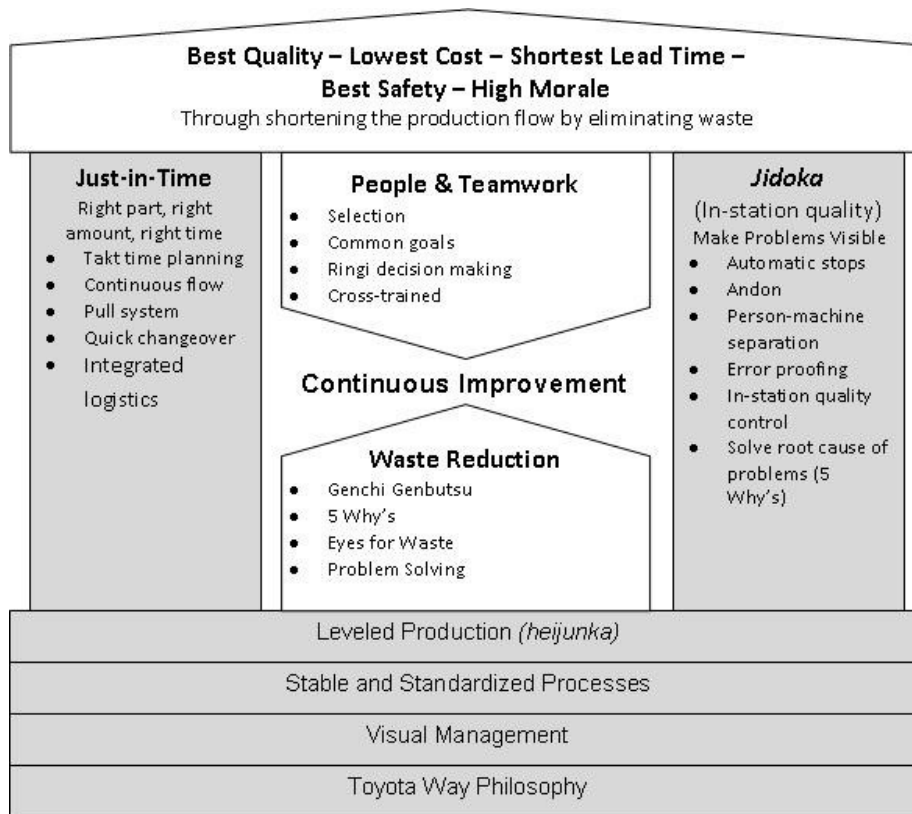 Best Quality – Lowest Cost – Shortest Lead Time –
Best Safety – High Morale
Through shortening the production flow by eliminating waste
Just-in-Time
Right part, right
amount, right time
● Takt time planning
● Continuous flow
● Pull system
● Quick changeover
● Integrated
logistics
People & Teamwork
● Selection
● Common goals
● Ringi decision making
● Cross-trained
Continuous Improvement
Waste Reduction
● Genchi Genbutsu
● 5 Why's
● Eyes for Waste
● Problem Solving
Jidoka
(In-station quality)
Make Problems Visible
● Automatic stops
● Andon
● Person-machine
separation
● Error proofing
● In-station quality
control
● Solve root cause of
problems (5
Why's)
Leveled Production (heijunka)
Stable and Standardized Processes
Visual Management
Toyota Way Philosophy